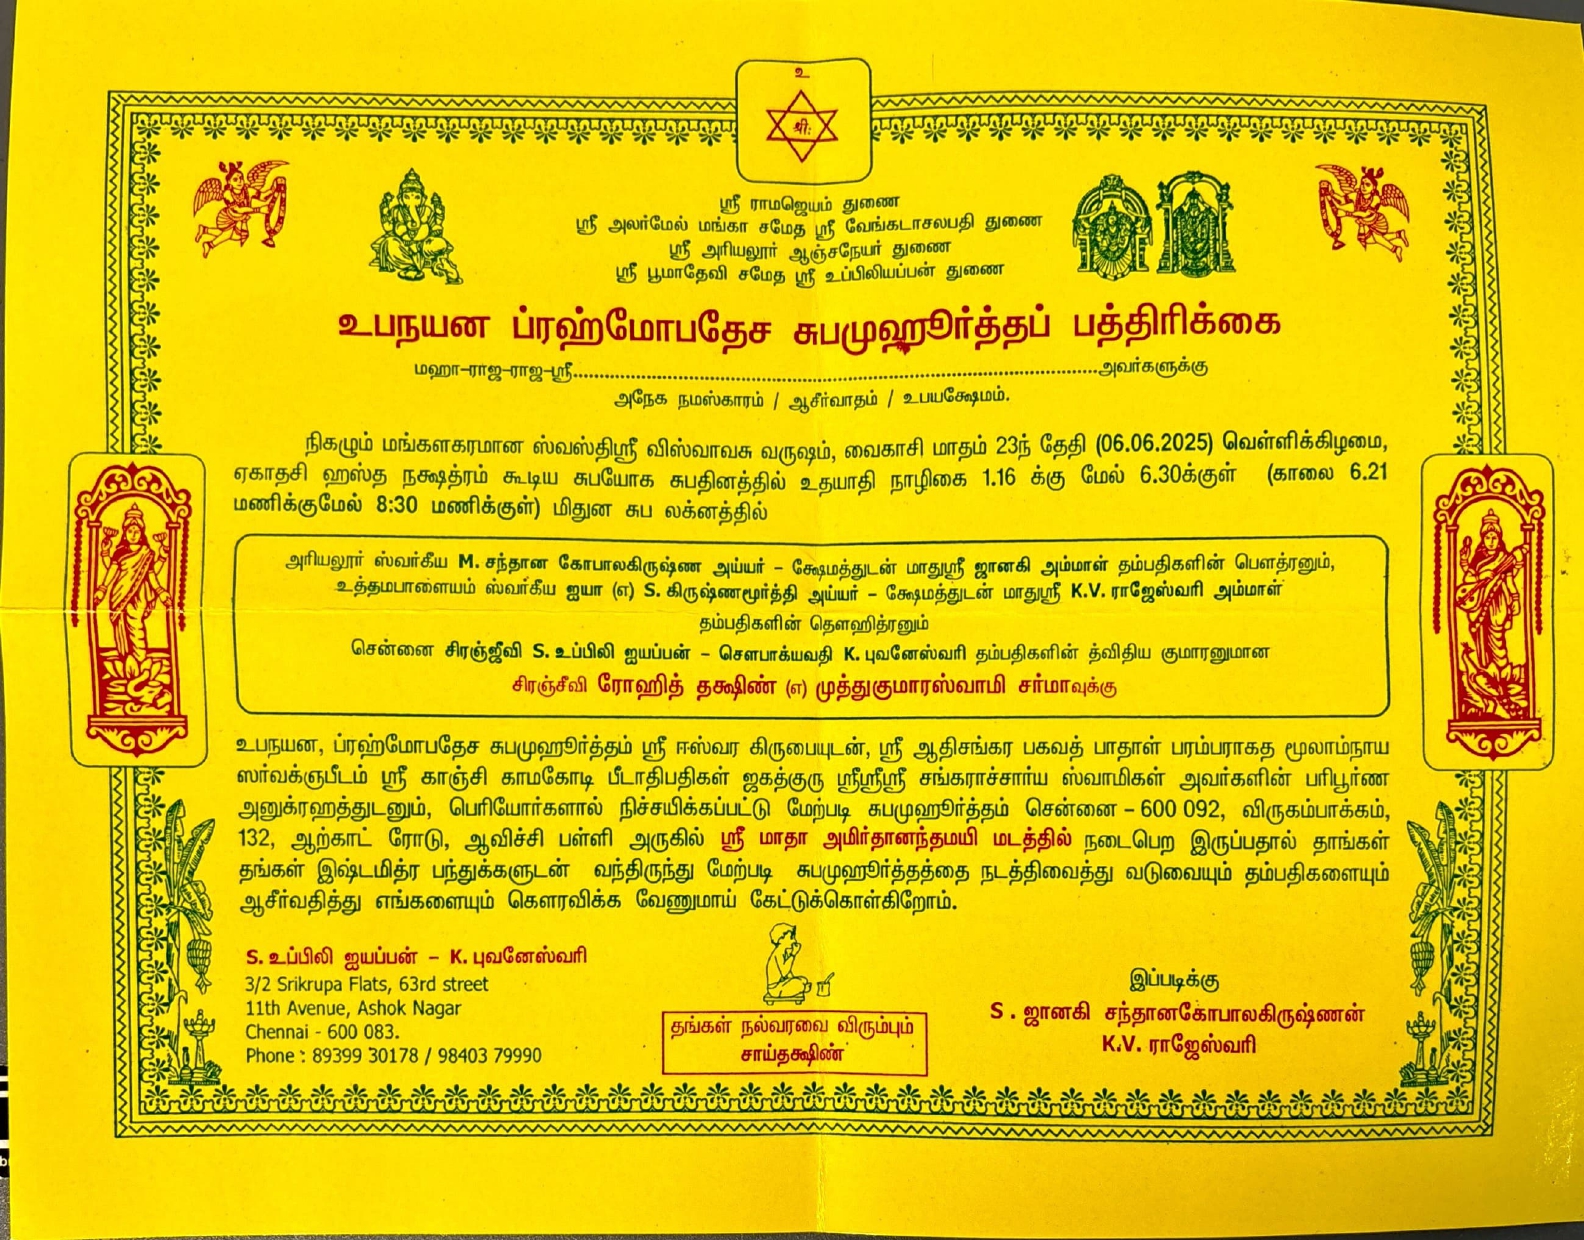 உ
श्रीः
ஸ்ரீ ராமஜெயம் துணை
ஸ்ரீ அலர்மேல் மங்கா சமேத ஸ்ரீ வேங்கடாசலபதி துணை
ஸ்ரீ அரியலூர் ஆஞ்சநேயர் துணை
ஸ்ரீ பூமாதேவி சமேத ஸ்ரீ உப்பிலியப்பன் துணை
உபநயன ப்ரஹ்மோபதேச சுபமுஹூர்த்தப் பத்திரிக்கை
மஹா-ராஜ-ராஜ-ஸ்ரீ............................................................அவர்களுக்கு
அநேக நமஸ்காரம் / ஆசீர்வாதம் / உபயக்ஷேமம்.
நிகழும் மங்களகரமான ஸ்வஸ்திஸ்ரீ விஸ்வாவசு வருஷம், வைகாசி மாதம் 23ந் தேதி (06.06.2025) வெள்ளிக்கிழமை,
ஏகாதசி ஹஸ்த நக்ஷத்ரம் கூடிய சுபயோக சுபதினத்தில் உதயாதி நாழிகை 1.16 க்கு மேல் 6.30க்குள் (காலை 6.21
மணிக்குமேல் 8:30 மணிக்குள்) மிதுன சுப லக்னத்தில்
அரியலூர் ஸ்வர்கீய M. சந்தான கோபாலகிருஷ்ண அய்யர் – க்ஷேமத்துடன் மாதுஸ்ரீ ஜானகி அம்மாள் தம்பதிகளின் பௌத்ரனும்,
உத்தமபாளையம் ஸ்வர்கீய ஐயா (எ) S. கிருஷ்ணமூர்த்தி அய்யர் – க்ஷேமத்துடன் மாதுஸ்ரீ K.V. ராஜேஸ்வரி அம்மாள்
தம்பதிகளின் தௌஹித்ரனும்
சென்னை சிரஞ்ஜீவி S. உப்பிலி ஐயப்பன் – சௌபாக்யவதி K. புவனேஸ்வரி தம்பதிகளின் த்விதிய குமாரனுமான
சிரஞ்சீவி ரோஹித் தக்ஷிண் (எ) முத்துகுமாரஸ்வாமி சர்மாவுக்கு
உபநயன, ப்ரஹ்மோபதேச சுபமுஹூர்த்தம் ஸ்ரீ ஈஸ்வர கிருபையுடன், ஸ்ரீ ஆதிசங்கர பகவத் பாதாள் பரம்பராகத மூலாம்நாய
ஸர்வக்ஞபீடம் ஸ்ரீ காஞ்சி காமகோடி பீடாதிபதிகள் ஜகத்குரு ஸ்ரீஸ்ரீஸ்ரீ சங்கராச்சார்ய ஸ்வாமிகள் அவர்களின் பரிபூர்ண
அனுக்ரஹத்துடனும், பெரியோர்களால் நிச்சயிக்கப்பட்டு மேற்படி சுபமுஹூர்த்தம் சென்னை – 600 092, விருகம்பாக்கம்,
132, ஆற்காட் ரோடு, ஆவிச்சி பள்ளி அருகில் ஸ்ரீ மாதா அமிர்தானந்தமயி மடத்தில் நடைபெற இருப்பதால் தாங்கள்
தங்கள் இஷ்டமித்ர பந்துக்களுடன் வந்திருந்து மேற்படி சுபமுஹூர்த்தத்தை நடத்திவைத்து வடுவையும் தம்பதிகளையும்
ஆசீர்வதித்து எங்களையும் கௌரவிக்க வேணுமாய் கேட்டுக்கொள்கிறோம்.
S. உப்பிலி ஐயப்பன் – K. புவனேஸ்வரி
3/2 Srikrupa Flats, 63rd street
11th Avenue, Ashok Nagar
Chennai - 600 083.
Phone : 89399 30178 / 98403 79990
தங்கள் நல்வரவை விரும்பும்
சாய்தக்ஷிண்
இப்படிக்கு
S . ஜானகி சந்தானகோபாலகிருஷ்ணன்
K.V. ராஜேஸ்வரி